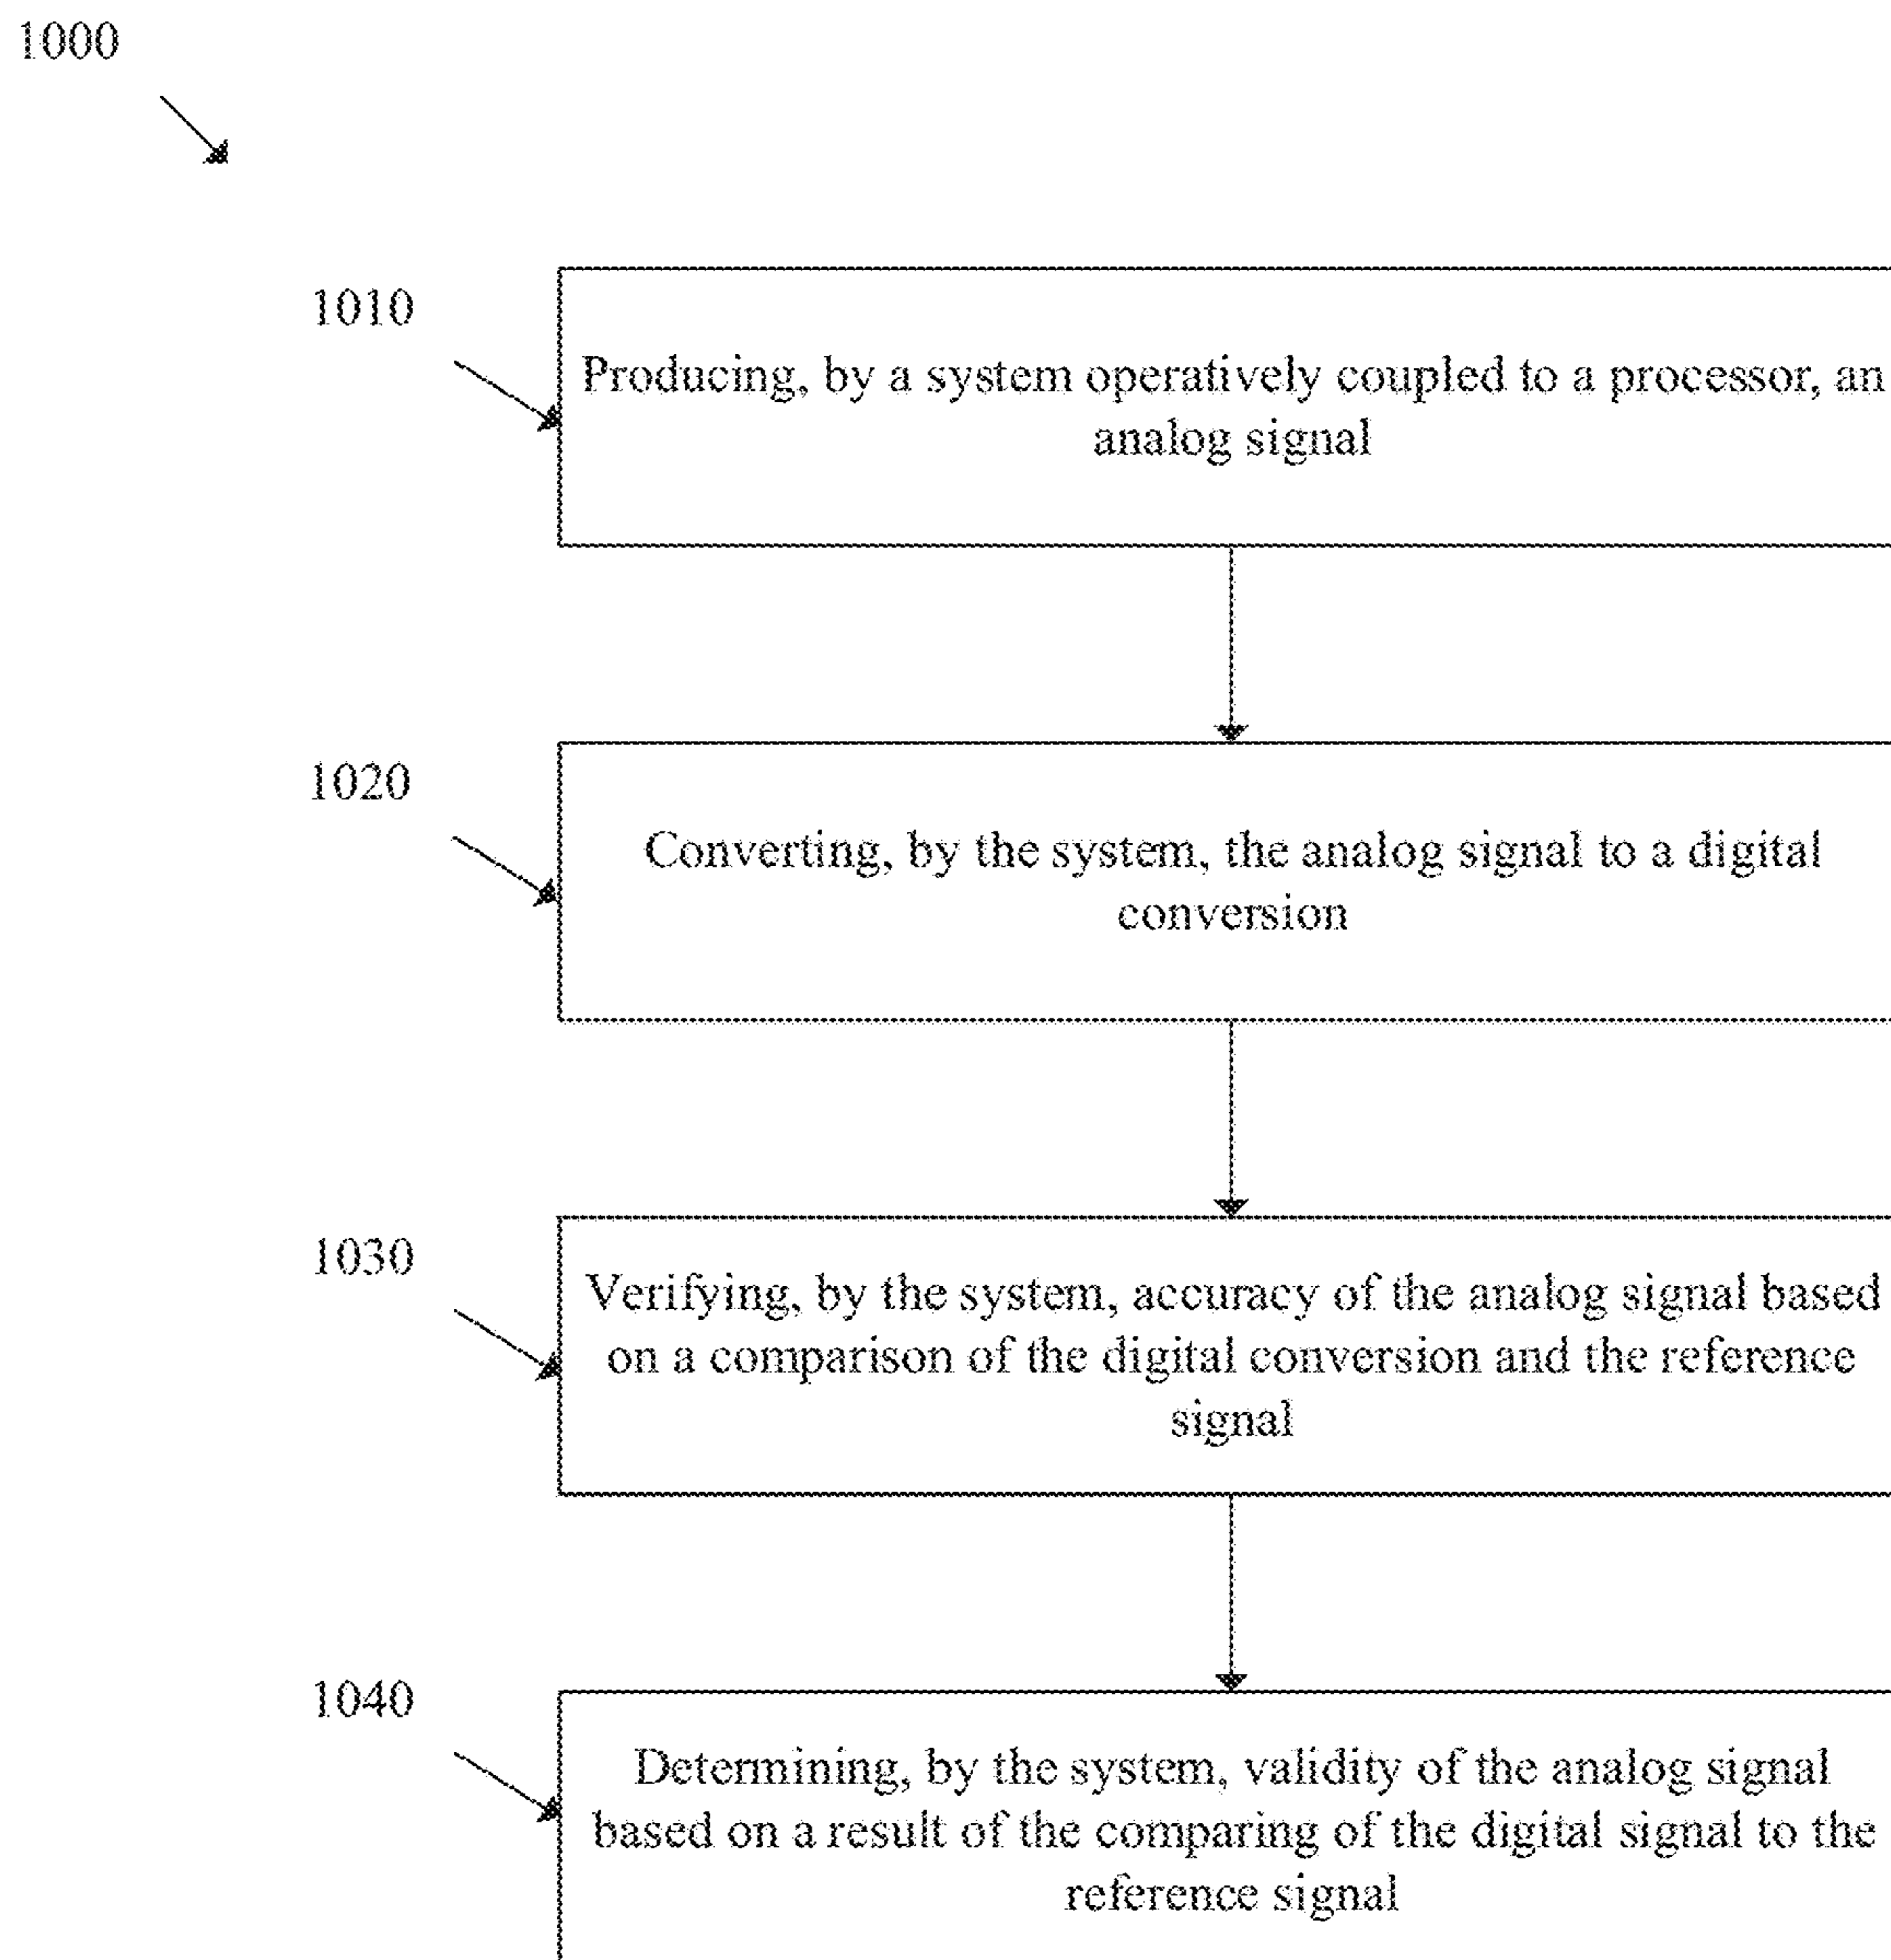 1000
1010
Producing, by a system operatively coupled to a processor, an
analog signal
1020
Converting, by the system, the analog signal to a digital
conversion
1030
Verifying, by the system, accuracy of the analog signal based
on a comparison of the digital conversion and the reference
signal
1040
Determining, by the system, validity of the analog signal
based on a result of the comparing of the digital signal to the
reference signal